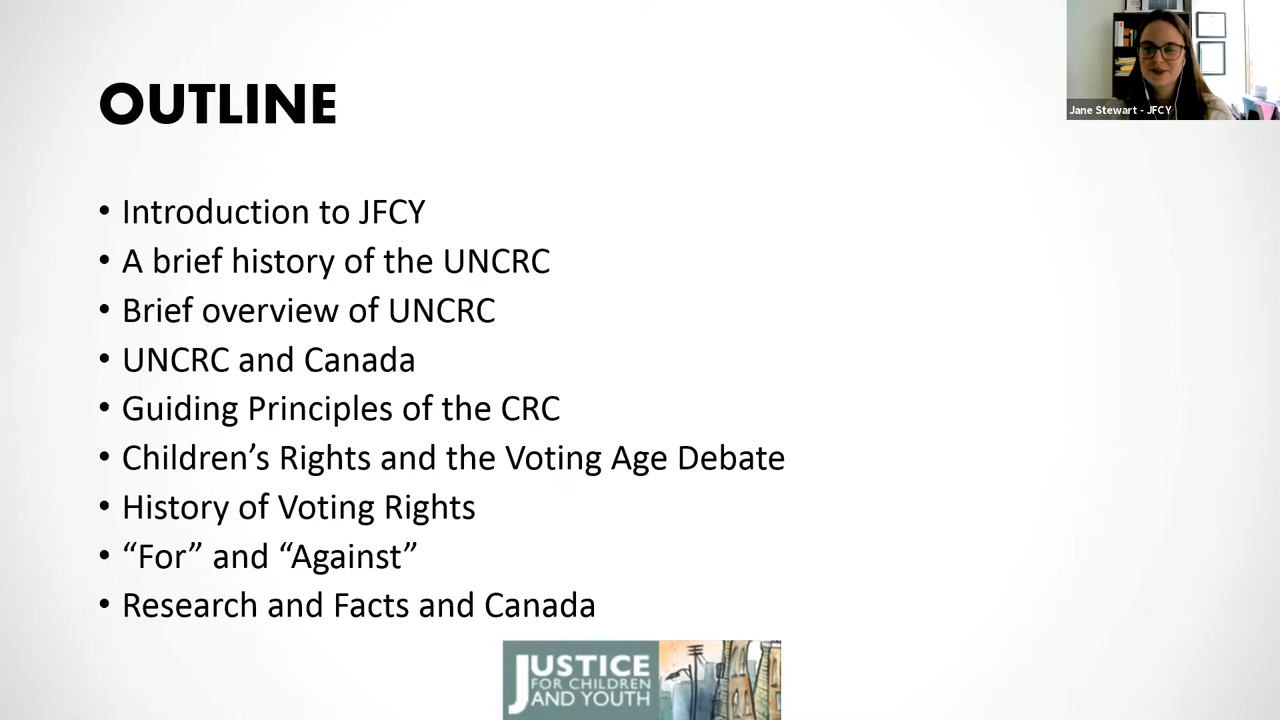 OUTLINE
Jane Stewart - JFCY
• Introduction to JFCY
• A brief history of the UNCRC
• Brief overview of UNCRC
• UNCRC and Canada
• Guiding Principles of the CRC
• Children’s Rights and the Voting Age Debate
• History of Voting Rights
• “For” and “Against”
• Research and Facts and Canada
JUSTICE
FOR CHILDREN
AND YOUTH